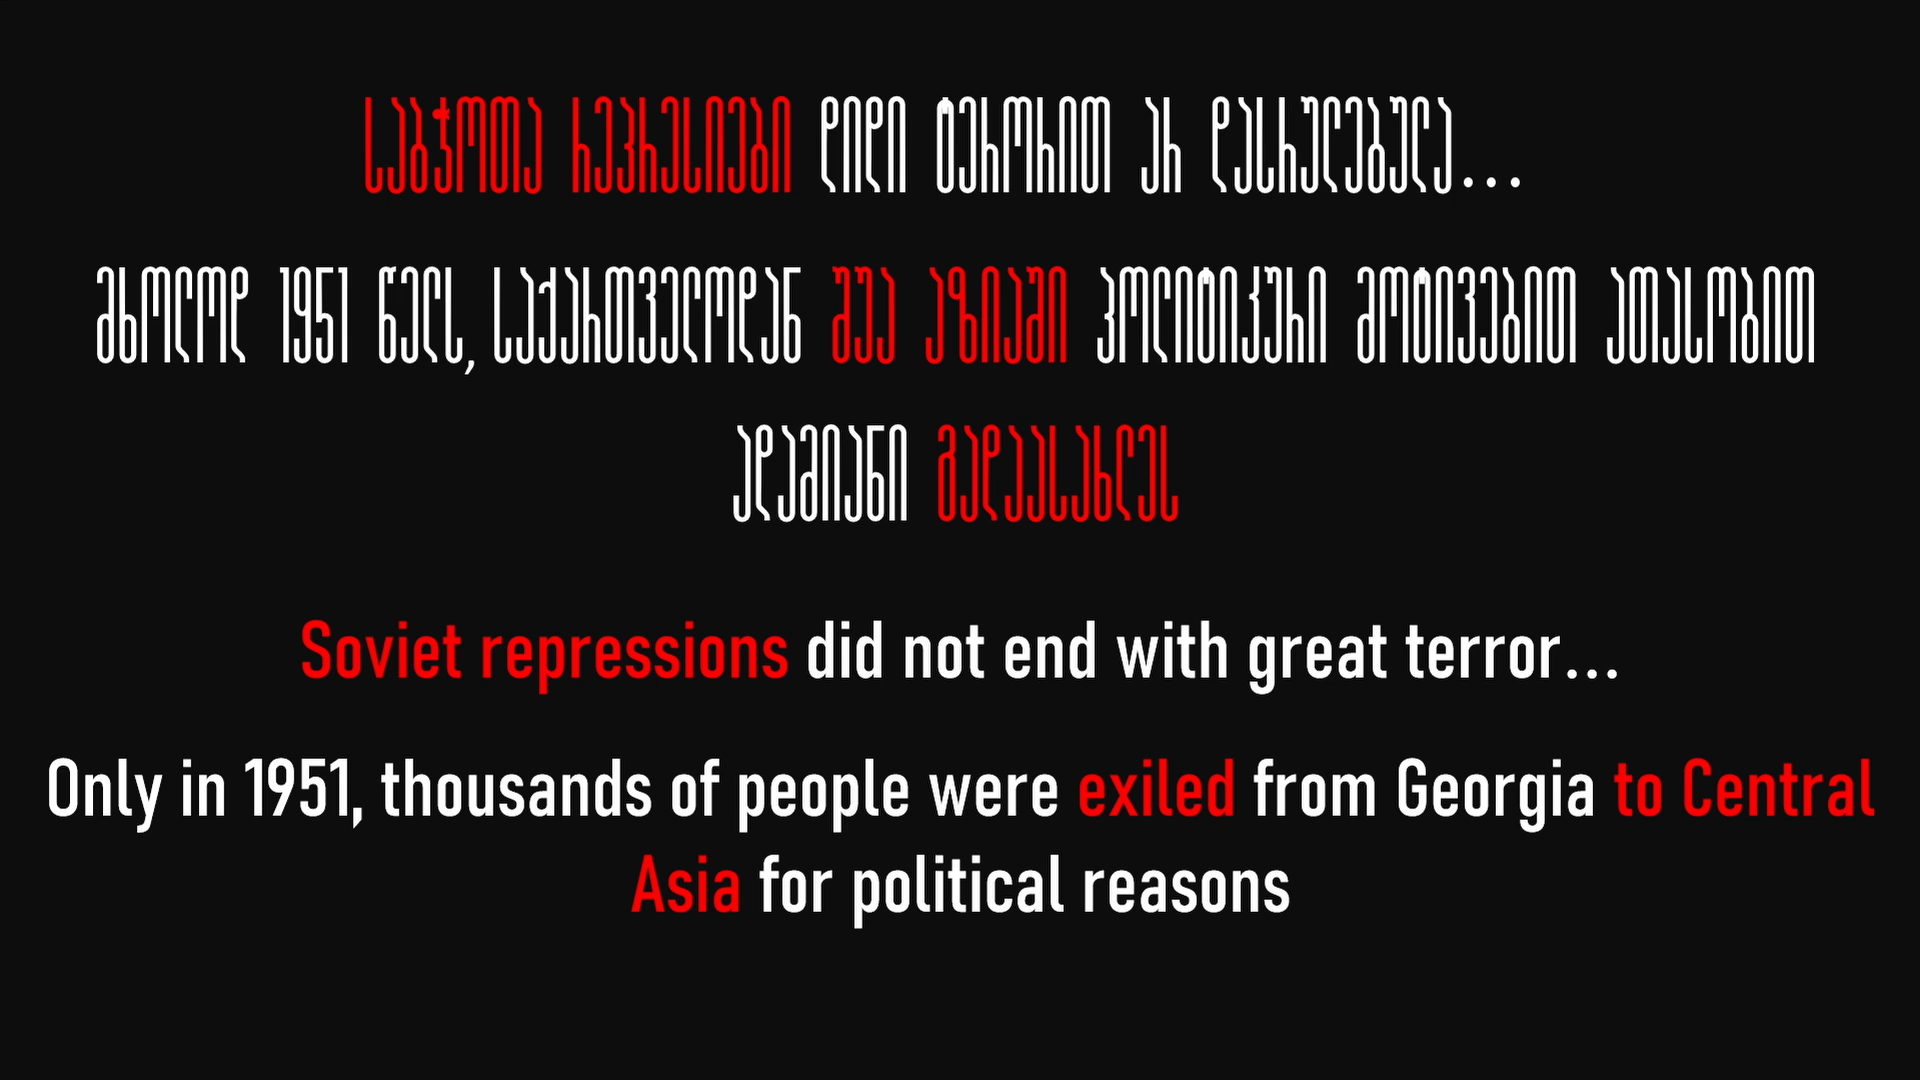 საბჭოთა რეპრესიები დიდი ტერორით არ დასრულებულა...
მხოლოდ 1951 წელს, საქართველოდან შუა აზიაში პოლიტიკური მოტივებით ათასობით
ადამიანი გადაასახლეს
Soviet repressions did not end with great terror...
Only in 1951, thousands of people were exiled from Georgia to Central
Asia for political reasons